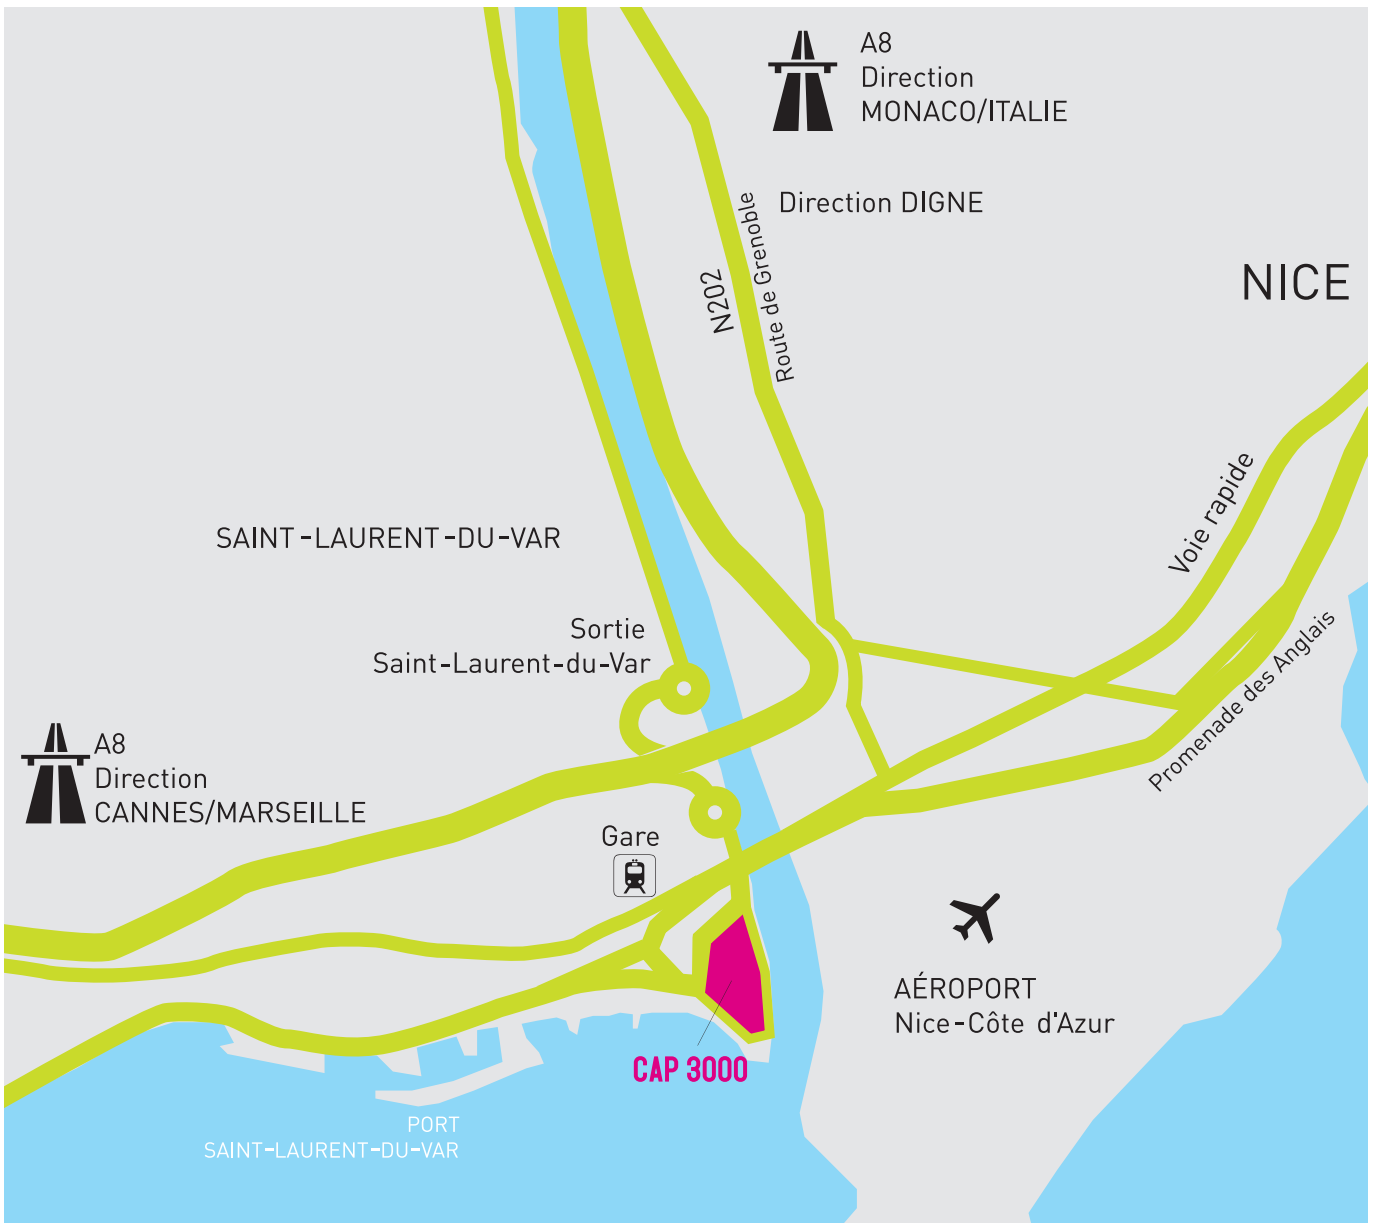 A8
Direction
MONACO/ITALIE
Direction DIGNE
Route de Grenoble
N202
NICE
Voie rapide
SAINT-LAURENT-DU-VAR
Sortie
Saint-Laurent-du-Var
Promenade des Anglais
A8
Direction
CANNES/MARSEILLE
Gare
AÉROPORT
Nice-Côte d'Azur
CAP 3000
PORT
SAINT-LAURENT-DU-VAR